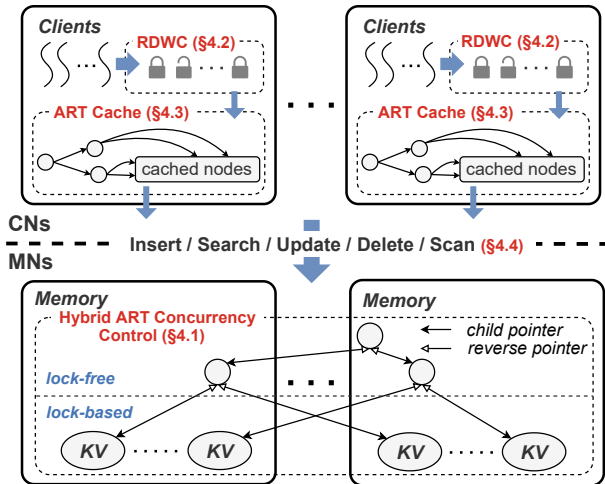 Clients
RDWC (§4.2)
ART Cache (§4.3)
cached nodes
Clients
RDWC (§4.2)
ART Cache (§4.3)
cached nodes
CNs
Insert / Search / Update / Delete / Scan (§4.4)
MNs
Memory
Memory
Hybrid ART Concurrency
Control (§4.1)
child pointer
reverse pointer
lock-free
lock-based
KV
KV
KV
KV